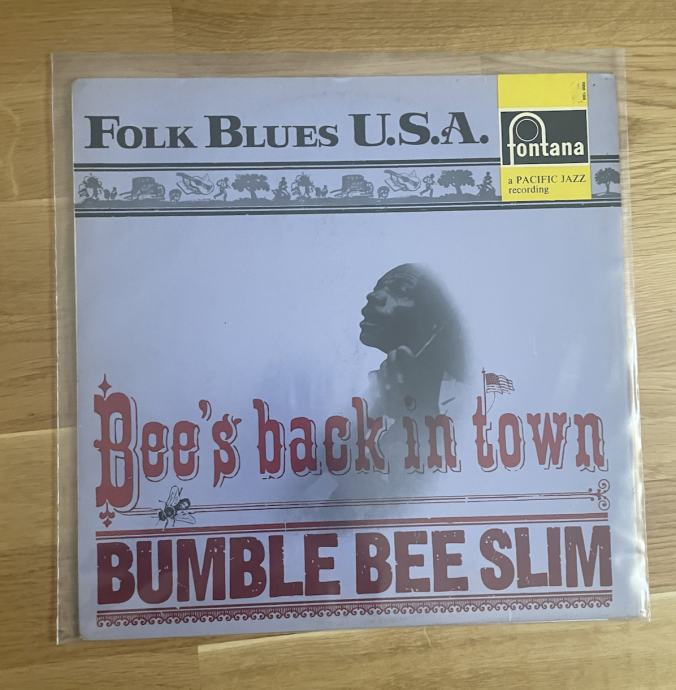 FOLK BLUES U.S.A.
fontana
a PACIFIC JAZZ
recording
Bee's back in town
BUMBLE BEE SLIM